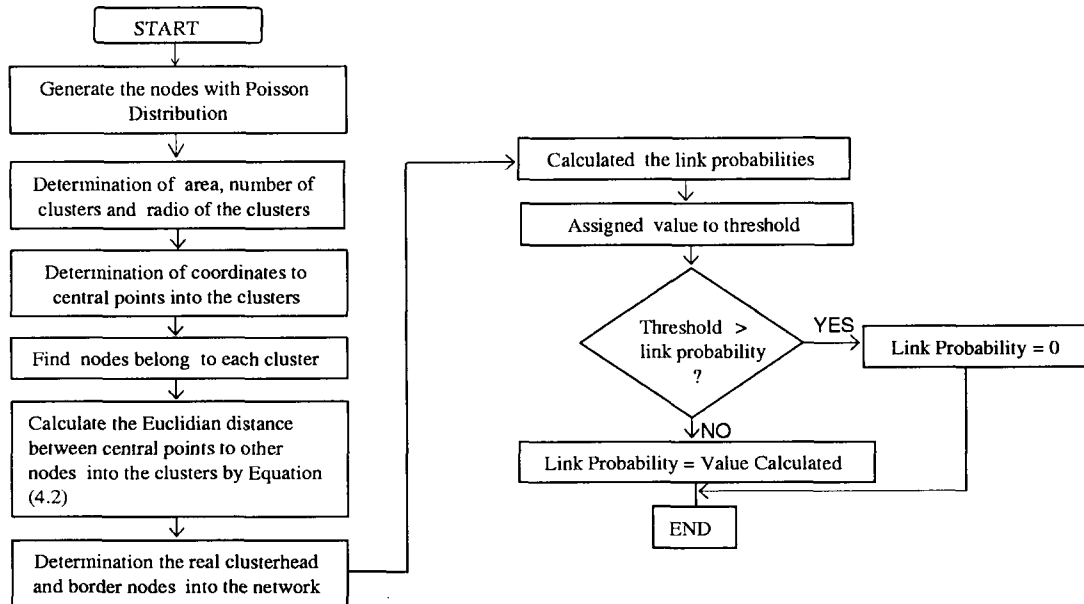 START
Generate the nodes with Poisson
Distribution
Determination of area, number of
clusters and radio of the clusters
Determination of coordinates to
central points into the clusters
Find nodes belong to each cluster
Calculate the Euclidian distance
between central points to other
nodes into the clusters by Equation
(4.2)
Determination the real clusterhead
and border nodes into the network
Calculated the link probabilities
Assigned value to threshold
Threshold >
link probability
?
YES
Link Probability = 0
NO
Link Probability = Value Calculated
END